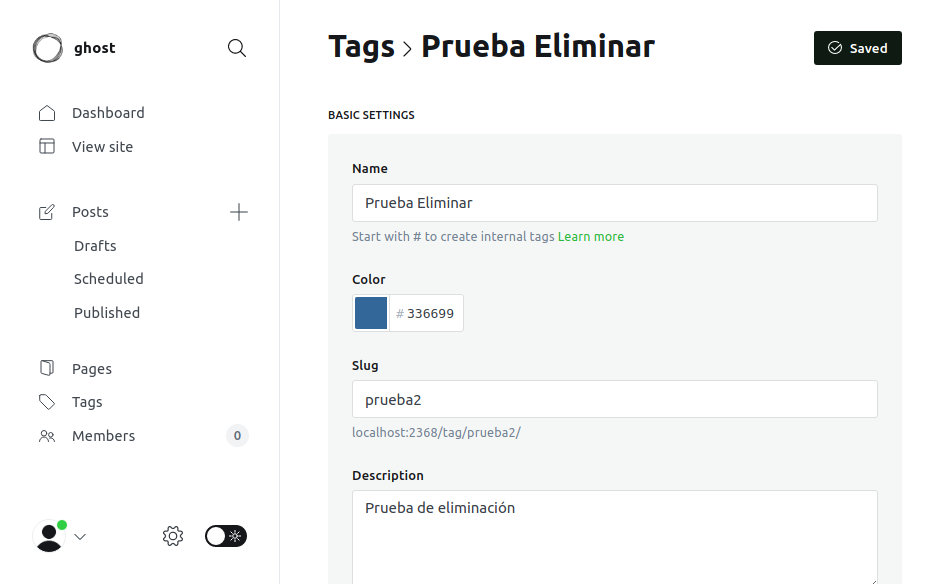 ghost
Dashboard
View site
Posts
Drafts
Scheduled
Published
Pages
Tags
Members 0
Tags > Prueba Eliminar
Saved
BASIC SETTINGS
Name
Prueba Eliminar
Start with # to create internal tags Learn more
Color
# 336699
Slug
prueba2
localhost:2368/tag/prueba2/
Description
Prueba de eliminación